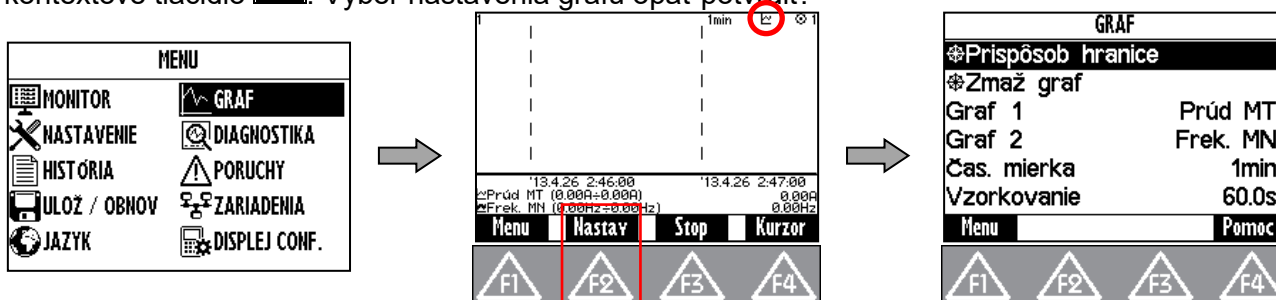 kontextové tlačidlo . Výber nastavenia grafu opäť potvrdiť?
MENU
MONITOR GRAF
NASTAVENIE DIAGNOSTIKA
HISTÓRIA PORUCHY
ULOŽ / OBNOV ZARIADENIA
JAZYK DISPLEJ CONF.
1 1min 1
'13.4.26 2:46:00 '13.4.26 2:47:00
Prúd MT (0.00A÷0.00A) 0.00A
Frek. MN (0.00Hz÷0.00Hz) 0.00Hz
Menu Nastav Stop Kurzor
F1 F2 F3 F4
GRAF
Prispôsob hranice
Zmaž graf
Graf 1 Prúd MT
Graf 2 Frek. MN
Čas. mierka 1min
Vzorkovanie 60.0s
Menu Pomoc
F1 F2 F3 F4